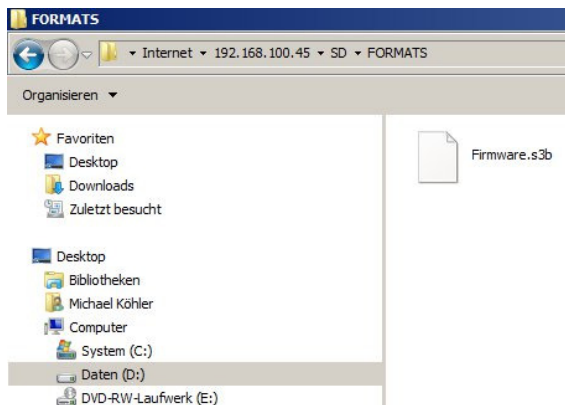 FORMATS
Internet 192.168.100.45 SD FORMATS
Organisieren
Favoriten
Desktop
Downloads
Zuletzt besucht
Desktop
Bibliotheken
Michael Köhler
Computer
System (C:)
Daten (D:)
DVD-RW-Laufwerk (E:)
Firmware.s3b